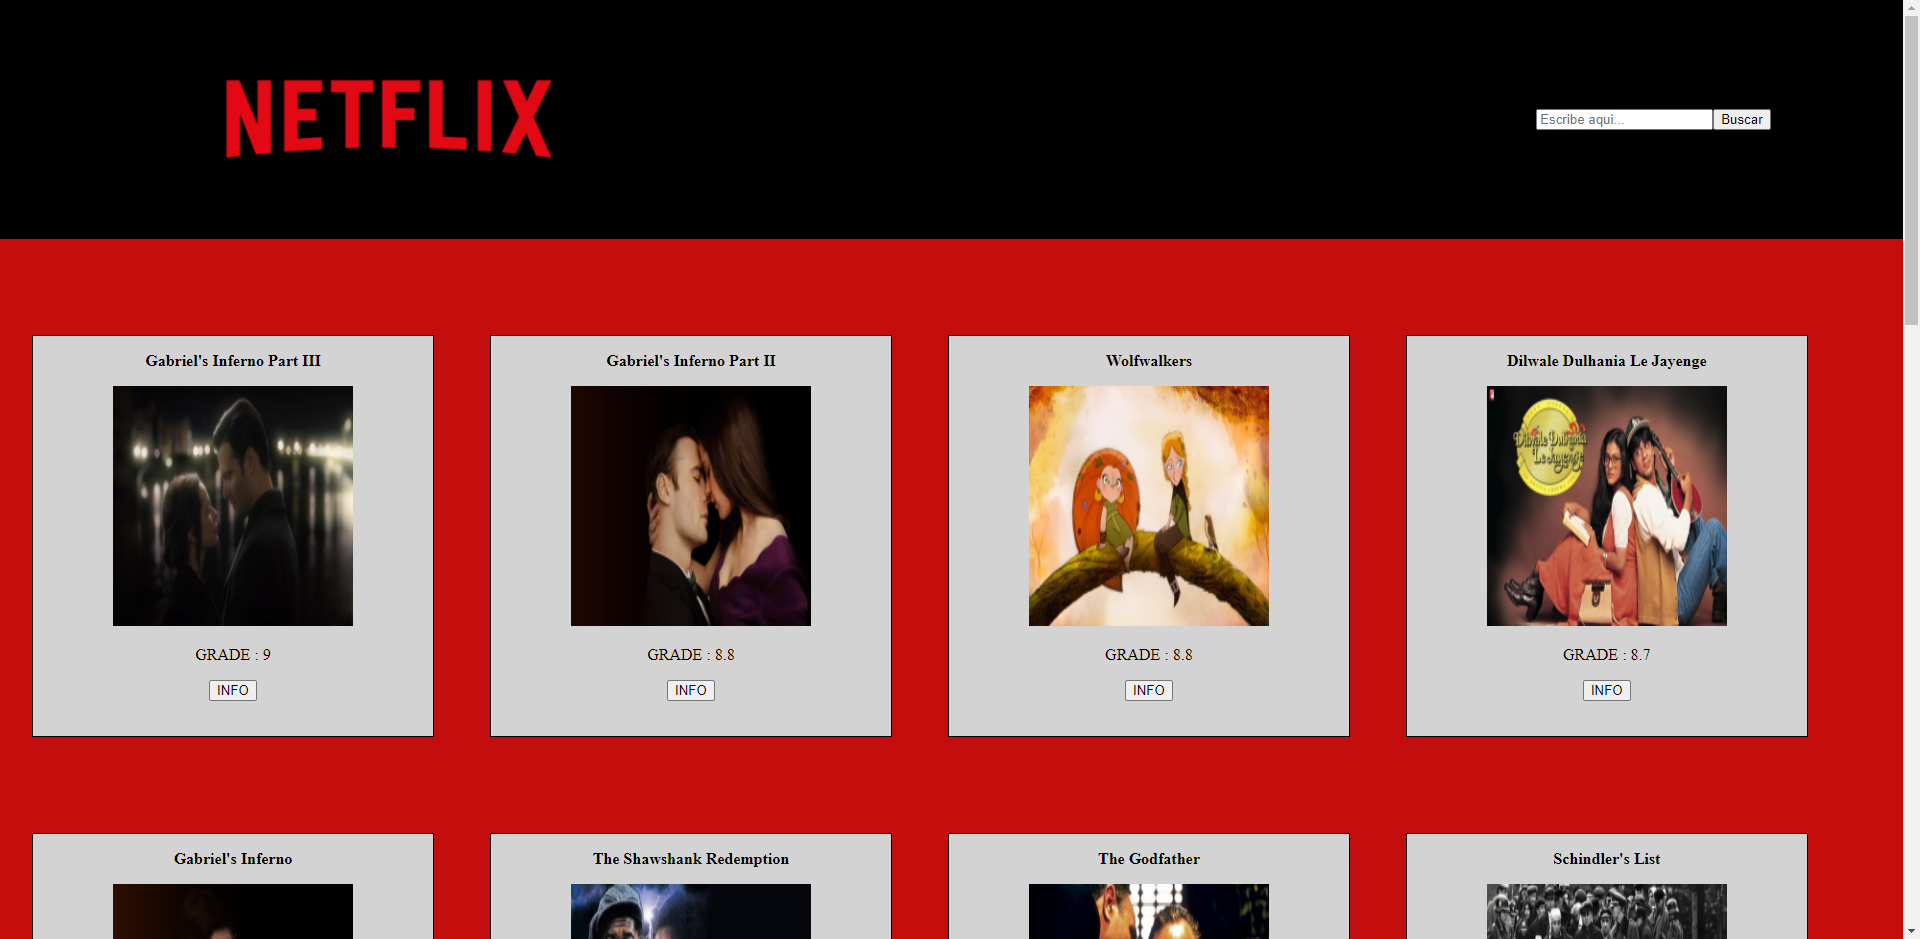 NETFLIX
Escribe aqui... Buscar
Gabriel's Inferno Part III
Gabriel's Inferno Part II
Wolfwalkers
Dilwale Dulhania Le Jayenge
Dilwale Dulhania
Le Jayenge
GRADE : 9
GRADE : 8.8
GRADE : 8.8
GRADE : 8.7
INFO
INFO
INFO
INFO
Gabriel's Inferno
The Shawshank Redemption
The Godfather
Schindler's List